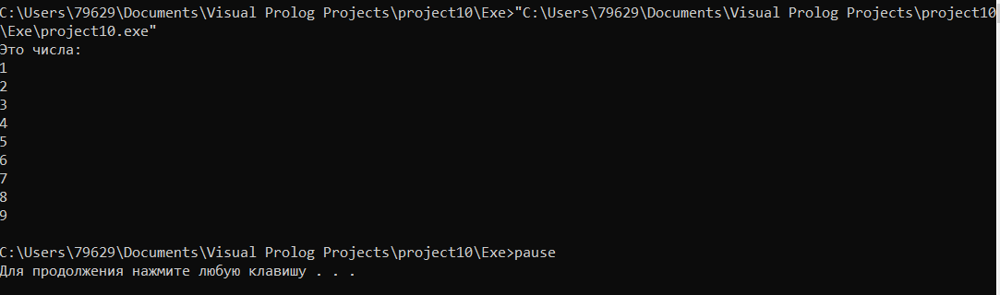 C:\Users\79629\Documents\Visual Prolog Projects\project10\Exe>"C:\Users\79629\Documents\Visual Prolog Projects\project10
\Exe\project10.exe"
Это числа:
1
2
3
4
5
6
7
8
9
C:\Users\79629\Documents\Visual Prolog Projects\project10\Exe>pause
Для продолжения нажмите любую клавишу . . .